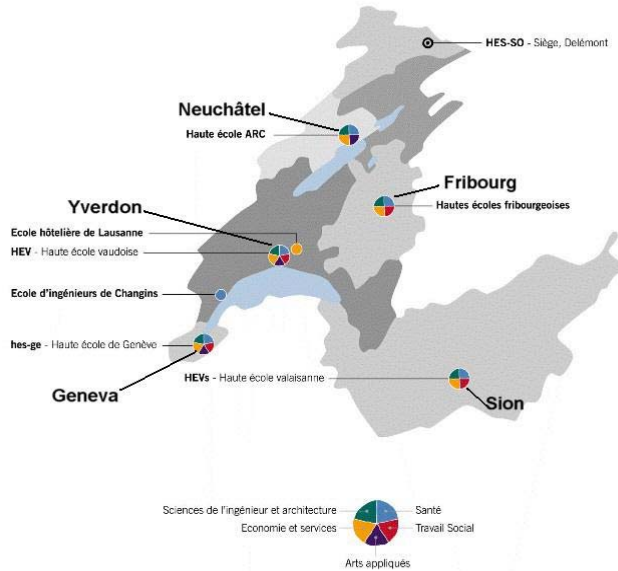 HES-SO - Siège, Delémont
Neuchâtel
Haute école ARC
Fribourg
Hautes écoles fribourgeoises
Yverdon
Ecole hôtelière de Lausanne
HEV - Haute école vaudoise
Ecole d'ingénieurs de Changins
hes-ge - Haute école de Genève
Geneva
HEVs - Haute école valaisanne
Sion
Sciences de l'ingénieur et architecture
Santé
Economie et services
Travail Social
Arts appliqués